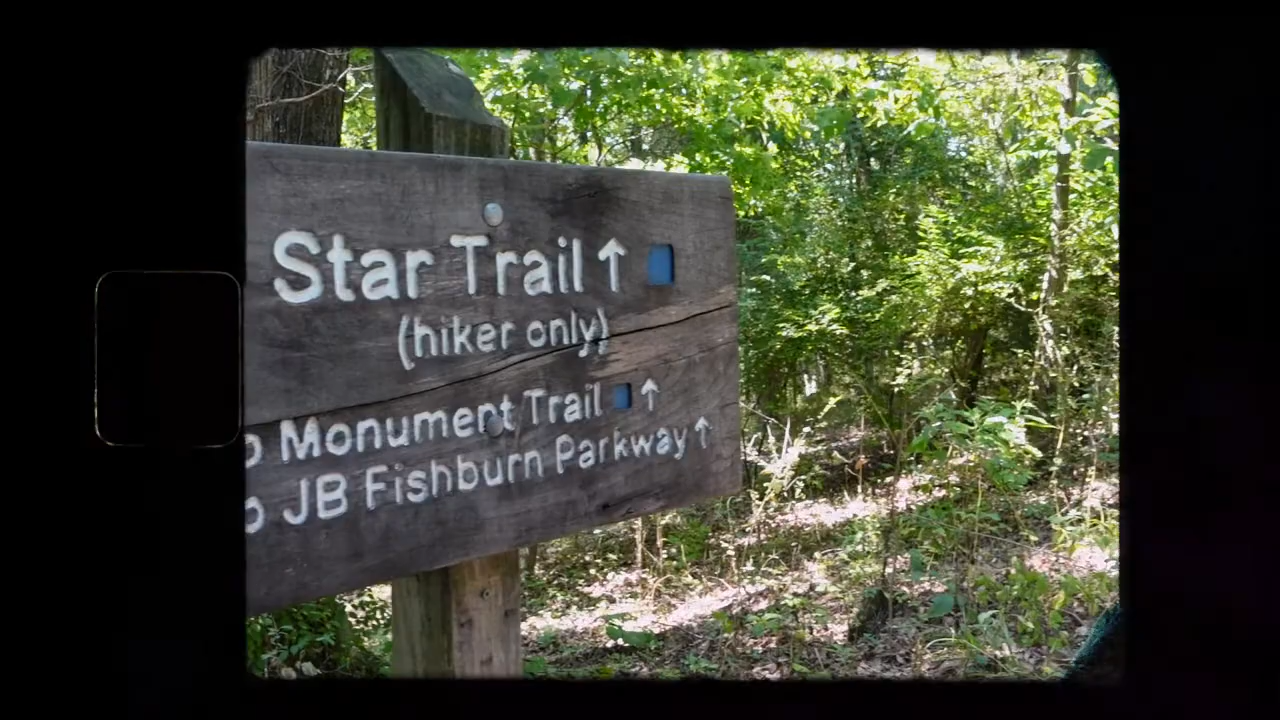 Star Trail ↑
(hiker only)
o Monument Trail ↑
o JB Fishburn Parkway ↑